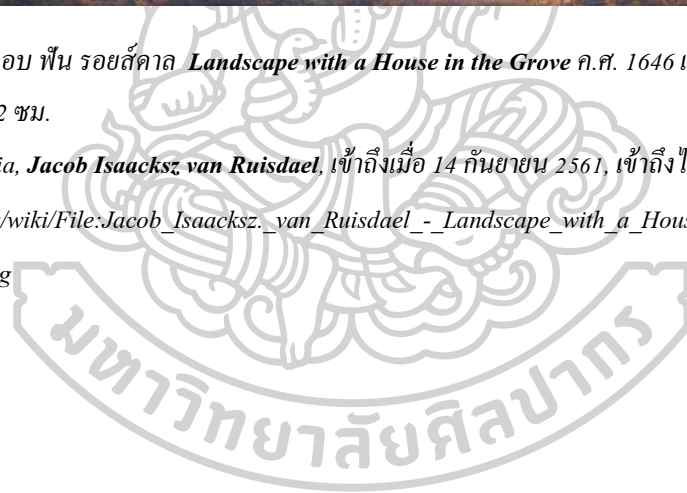 อบ ฟัน รอยส์ดาล Landscape with a House in the Grove ค.ศ. 1646 เ
2 ซม.
ia, Jacob Isaacksz van Ruisdael, เข้าถึงเมื่อ 14 กันยายน 2561, เข้าถึงไ
/wiki/File:Jacob_Isaacksz._van_Ruisdael_-_Landscape_with_a_Hous
g
มหาวิทยาลัยศิลปากร